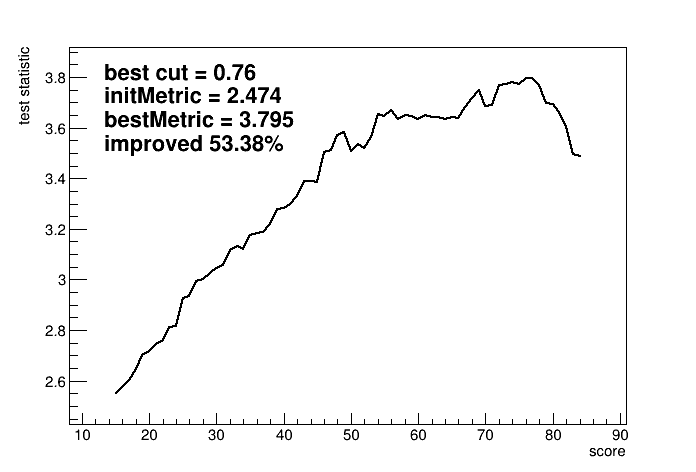 test statistic
best cut = 0.76
initMetric = 2.474
bestMetric = 3.795
improved 53.38%
3.8
3.6
3.4
3.2
3
2.8
2.6
10 20 30 40 50 60 70 80 90
score